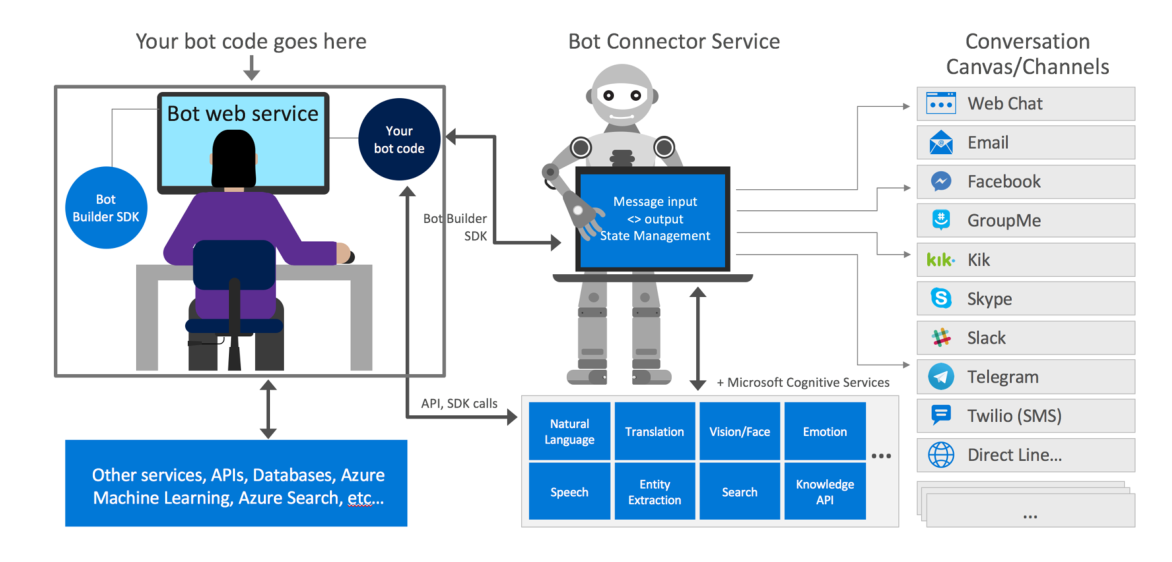 Your bot code goes here
Bot web service
Your
bot code
Bot
Builder SDK
Other services, APIs, Databases, Azure
Machine Learning, Azure Search, etc…
Bot Builder
SDK
API, SDK calls
Bot Connector Service
Message input
<> output
State Management
+ Microsoft Cognitive Services
Natural
Language
Translation
Vision/Face
Emotion
Speech
Entity
Extraction
Search
Knowledge
API
...
Conversation
Canvas/Channels
Web Chat
Email
Facebook
GroupMe
kik. Kik
Skype
Slack
Telegram
Twilio (SMS)
Direct Line…
...